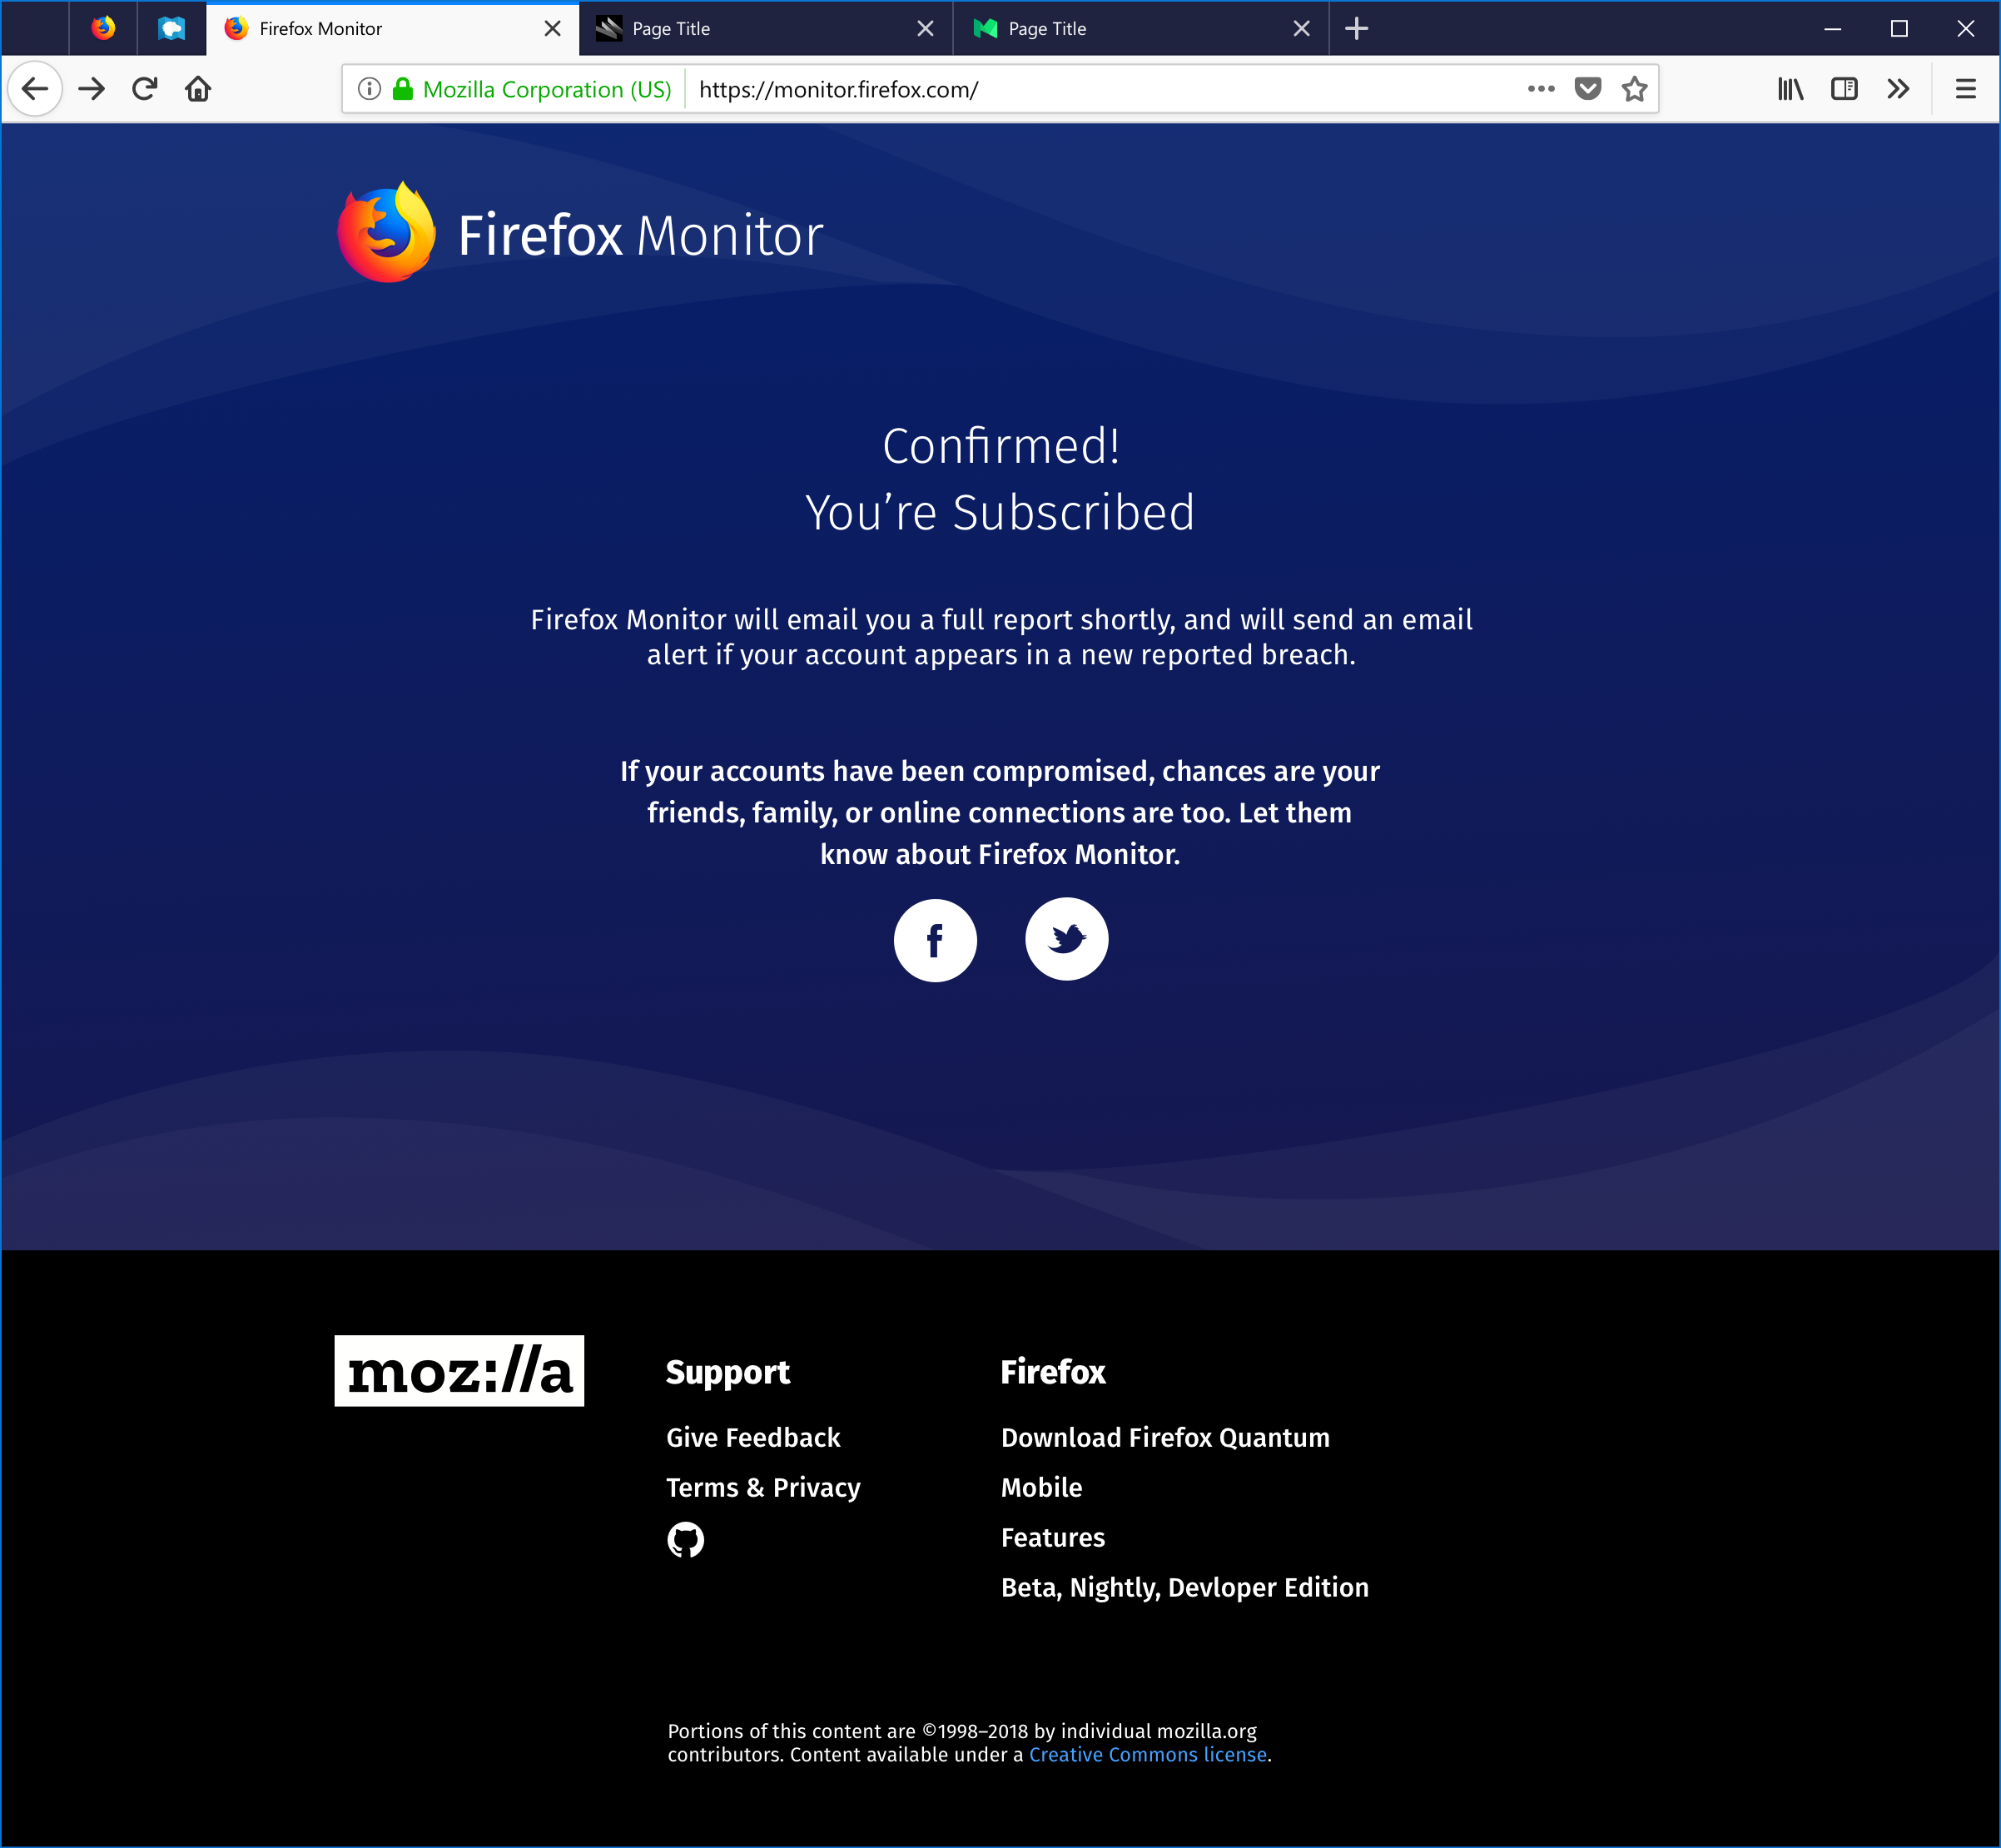 Firefox Monitor
Page Title
Page Title
Mozilla Corporation (US)
https://monitor.firefox.com/
Firefox Monitor
Confirmed!
You’re Subscribed
Firefox Monitor will email you a full report shortly, and will send an email
alert if your account appears in a new reported breach.
If your accounts have been compromised, chances are your
friends, family, or online connections are too. Let them
know about Firefox Monitor.
moz://a
Support
Give Feedback
Terms & Privacy
Firefox
Download Firefox Quantum
Mobile
Features
Beta, Nightly, Devloper Edition
Portions of this content are ©1998–2018 by individual mozilla.org
contributors. Content available under a Creative Commons license.